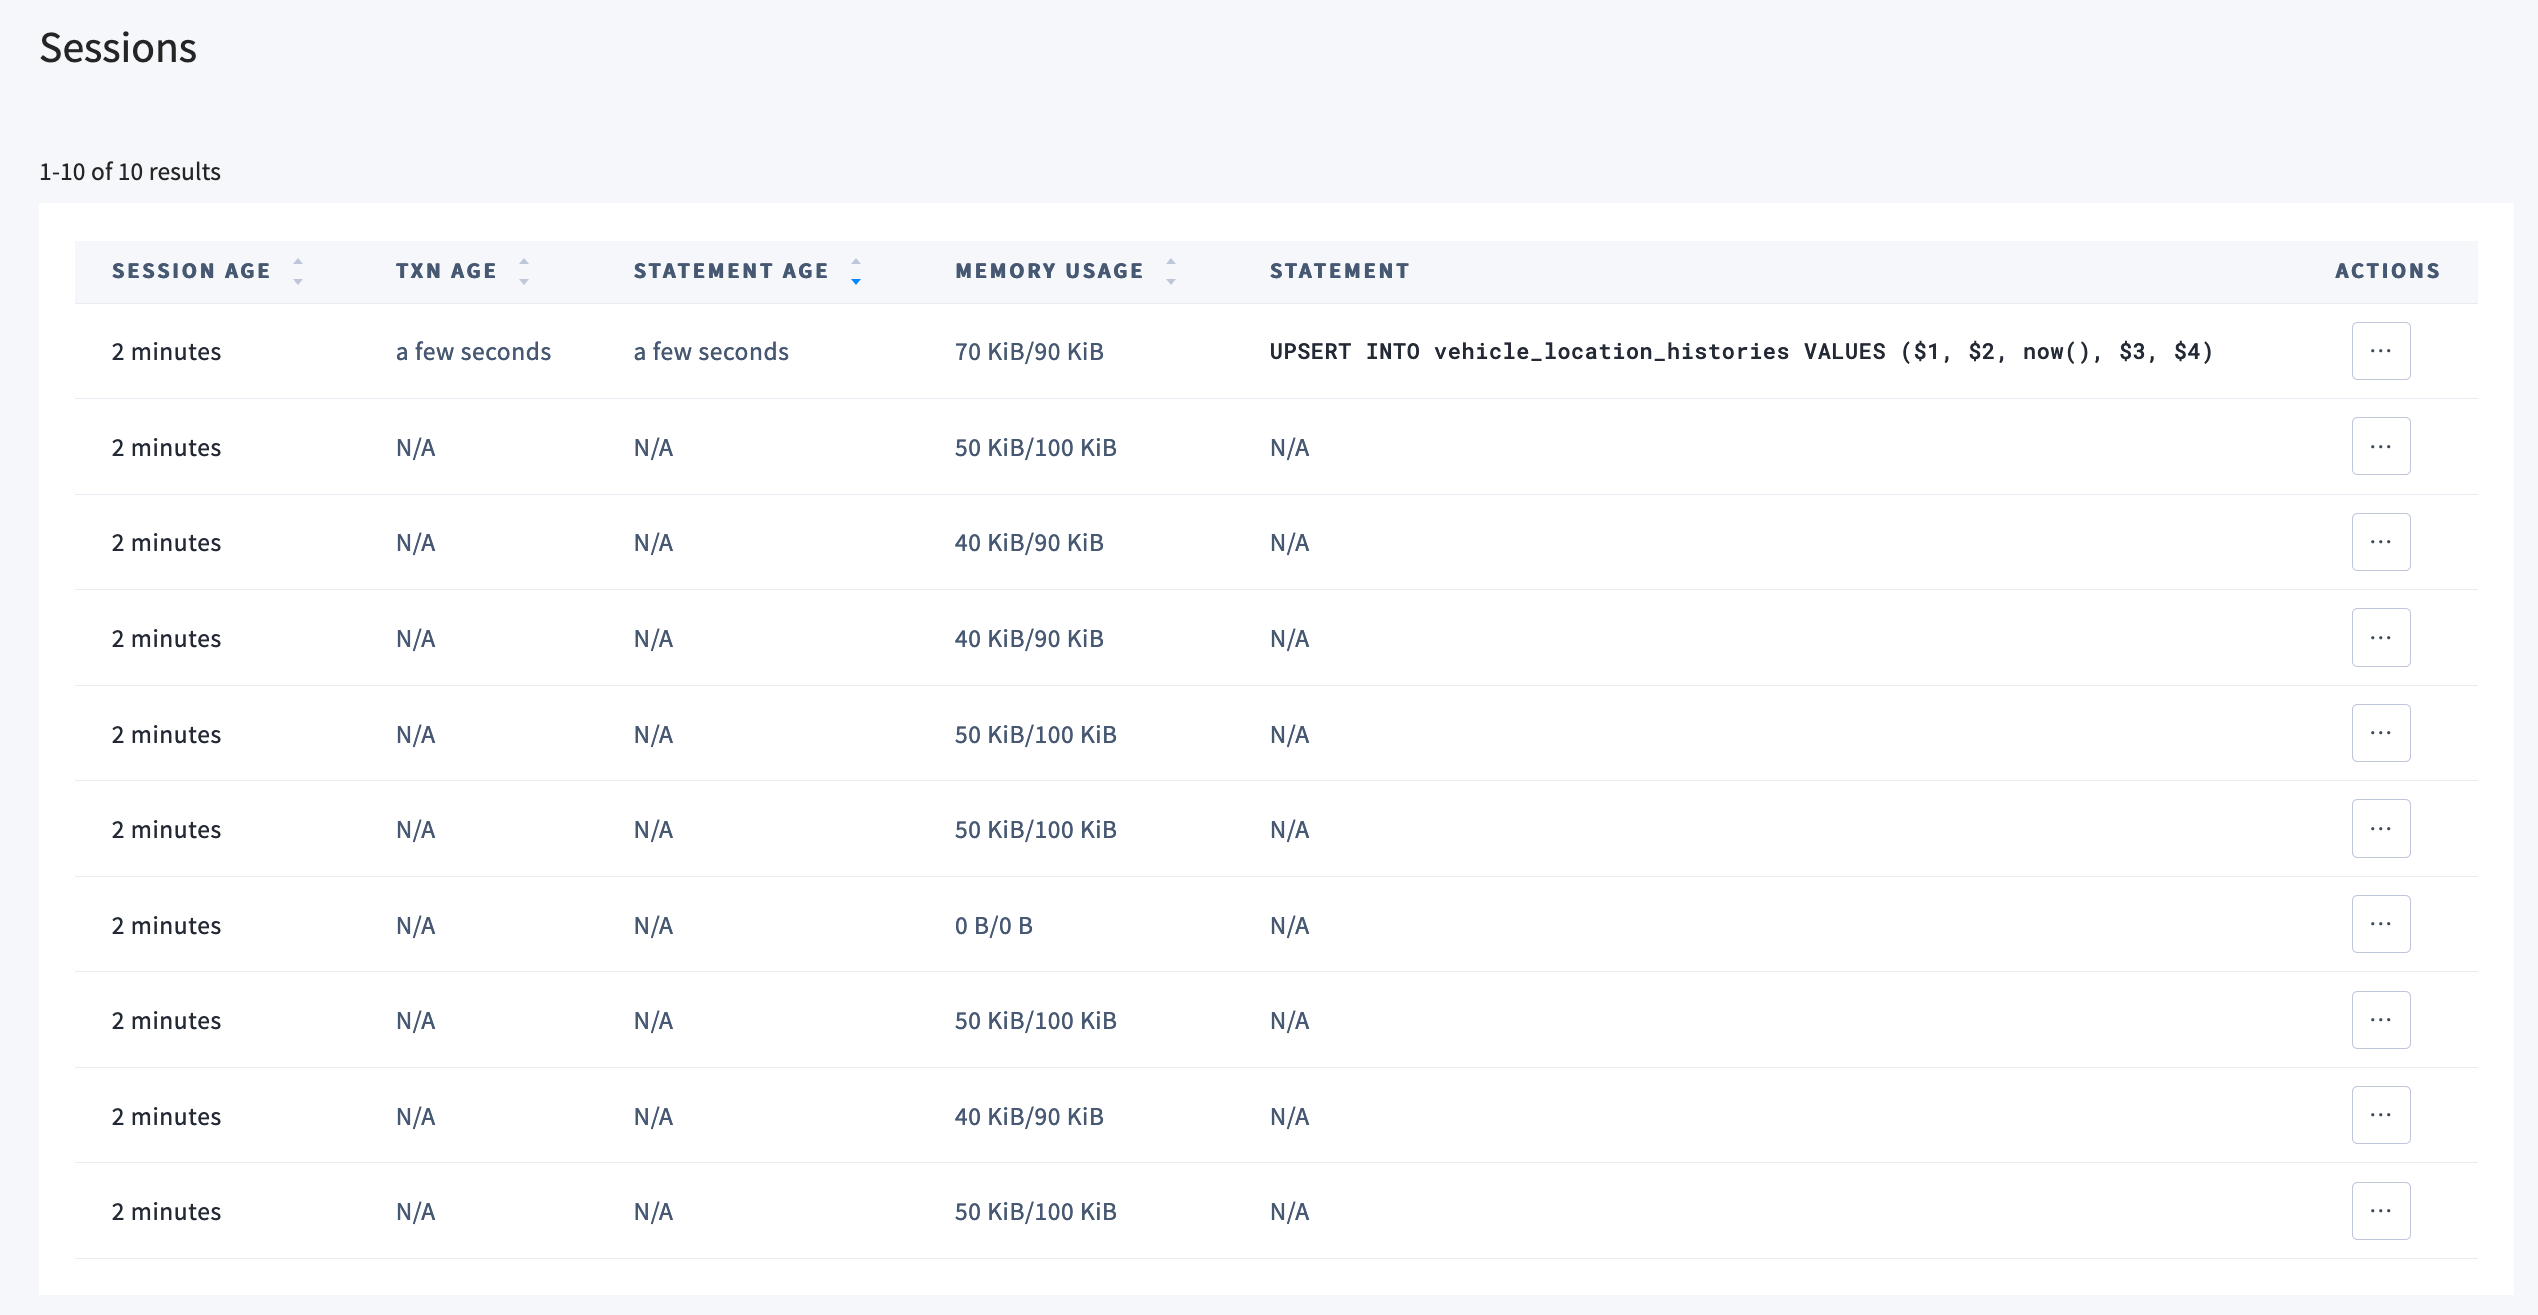 Sessions
1-10 of 10 results
SESSION AGE TXN AGE STATEMENT AGE MEMORY USAGE STATEMENT ACTIONS
2 minutes a few seconds a few seconds 70 KiB/90 KiB UPSERT INTO vehicle_location_histories VALUES ($1, $2, now(), $3, $4) ...
2 minutes N/A N/A 50 KiB/100 KiB N/A ...
2 minutes N/A N/A 40 KiB/90 KiB N/A ...
2 minutes N/A N/A 40 KiB/90 KiB N/A ...
2 minutes N/A N/A 50 KiB/100 KiB N/A ...
2 minutes N/A N/A 50 KiB/100 KiB N/A ...
2 minutes N/A N/A 0 B/0 B N/A ...
2 minutes N/A N/A 50 KiB/100 KiB N/A ...
2 minutes N/A N/A 40 KiB/90 KiB N/A ...
2 minutes N/A N/A 50 KiB/100 KiB N/A ...